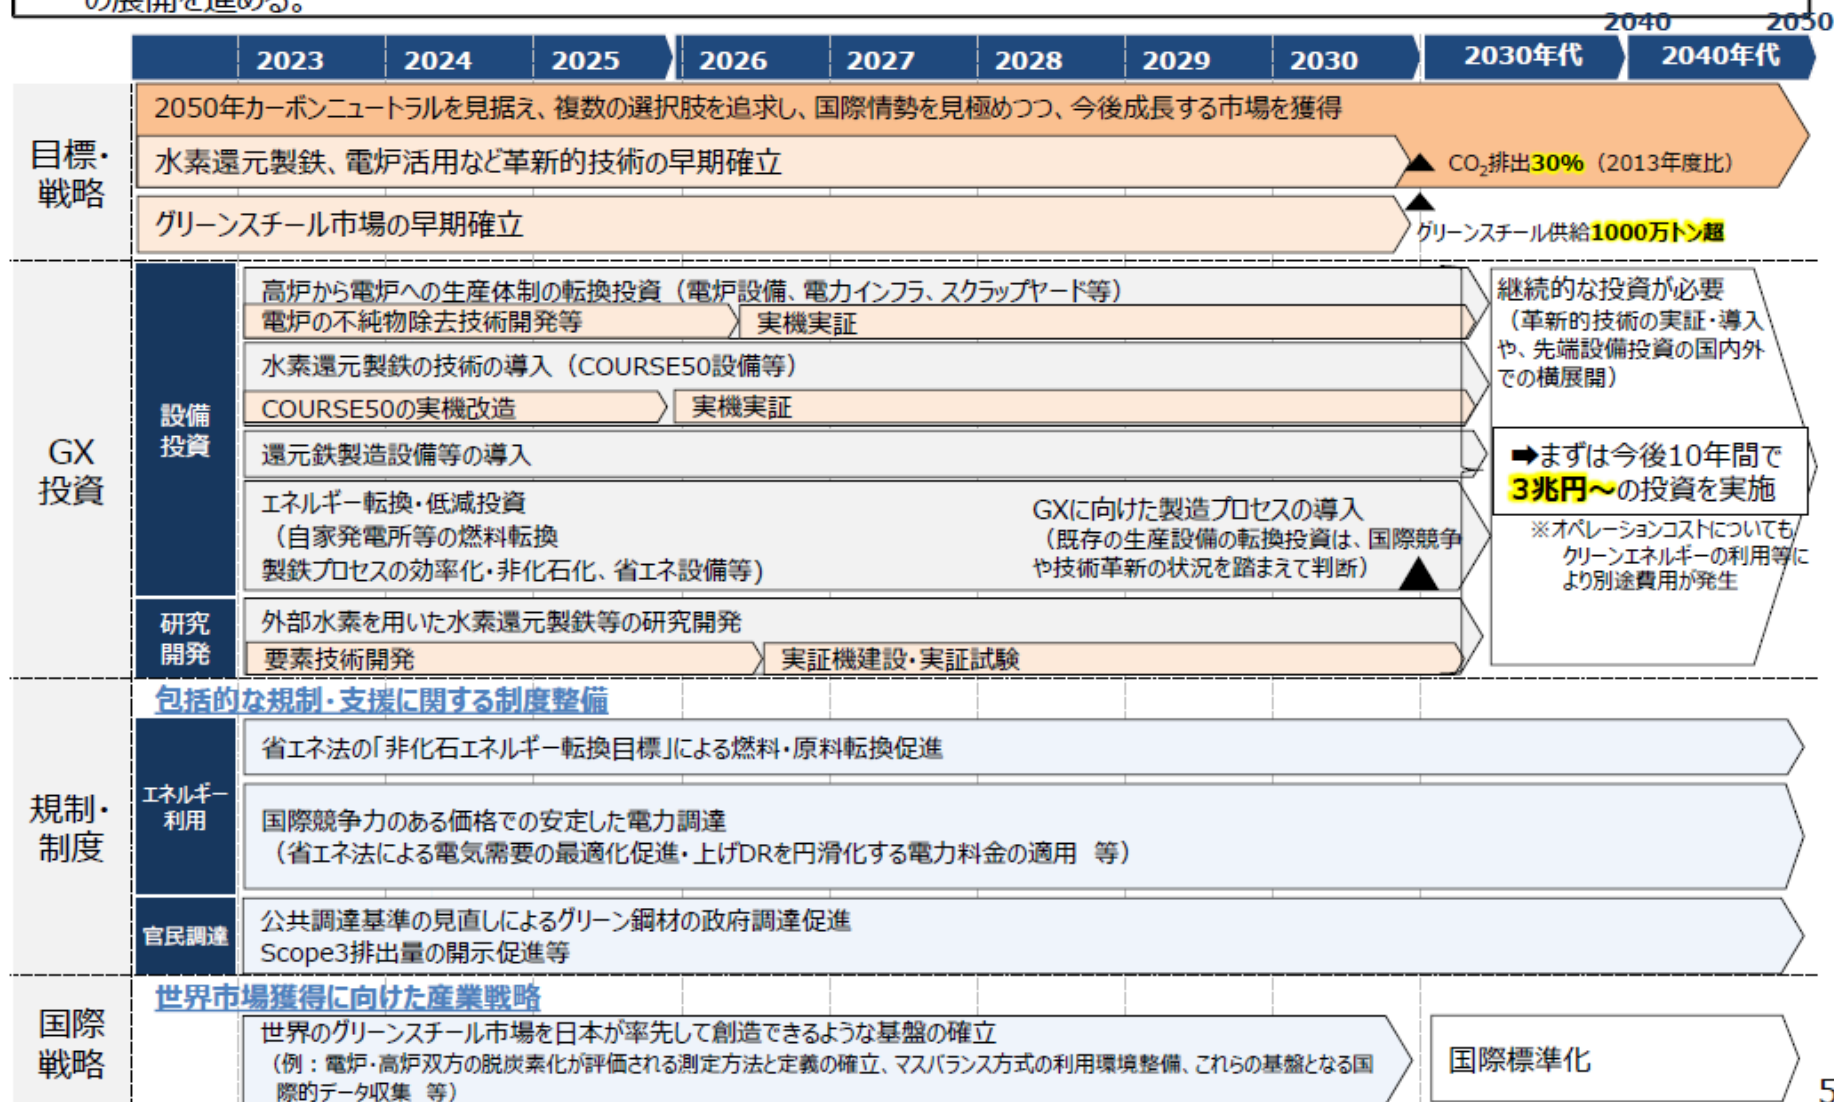 の展開を進める。
2040 2050
2023 2024 2025 2026 2027 2028 2029 2030 2030年代 2040年代
目標・
戦略
2050年カーボンニュートラルを見据え、複数の選択肢を追求し、国際情勢を見極めつつ、今後成長する市場を獲得
水素還元製鉄、電炉活用など革新的技術の早期確立
▲ CO2排出30%（2013年度比）
グリーンスチール市場の早期確立
▲
グリーンスチール供給1000万トン超
GX
投資
設備
投資
高炉から電炉への生産体制の転換投資（電炉設備、電力インフラ、スクラップヤード等）
電炉の不純物除去技術開発等
実機実証
水素還元製鉄の技術の導入（COURSE50設備等）
COURSE50の実機改造
実機実証
還元鉄製造設備等の導入
エネルギー転換・低減投資
（自家発電所等の燃料転換
製鉄プロセスの効率化・非化石化、省エネ設備等）
GXに向けた製造プロセスの導入
（既存の生産設備の転換投資は、国際競争
や技術革新の状況を踏まえて判断）
▲
継続的な投資が必要
（革新的技術の実証・導入
や、先端設備投資の国内外
での横展開）
➡まずは今後10年間で
3兆円～の投資を実施
※オペレーションコストについても
クリーンエネルギーの利用等に
より別途費用が発生
研究
開発
外部水素を用いた水素還元製鉄等の研究開発
要素技術開発
実証機建設・実証試験
規制・
制度
包括的な規制・支援に関する制度整備
エネルギー
利用
省エネ法の「非化石エネルギー転換目標」による燃料・原料転換促進
国際競争力のある価格での安定した電力調達
（省エネ法による電気需要の最適化促進・上げDRを円滑化する電力料金の適用 等）
官民調達
公共調達基準の見直しによるグリーン鋼材の政府調達促進
Scope3排出量の開示促進等
国際
戦略
世界市場獲得に向けた産業戦略
世界のグリーンスチール市場を日本が率先して創造できるような基盤の確立
（例：電炉・高炉双方の脱炭素化が評価される測定方法と定義の確立、マスバランス方式の利用環境整備、これらの基盤となる国
際的データ収集 等）
国際標準化
5